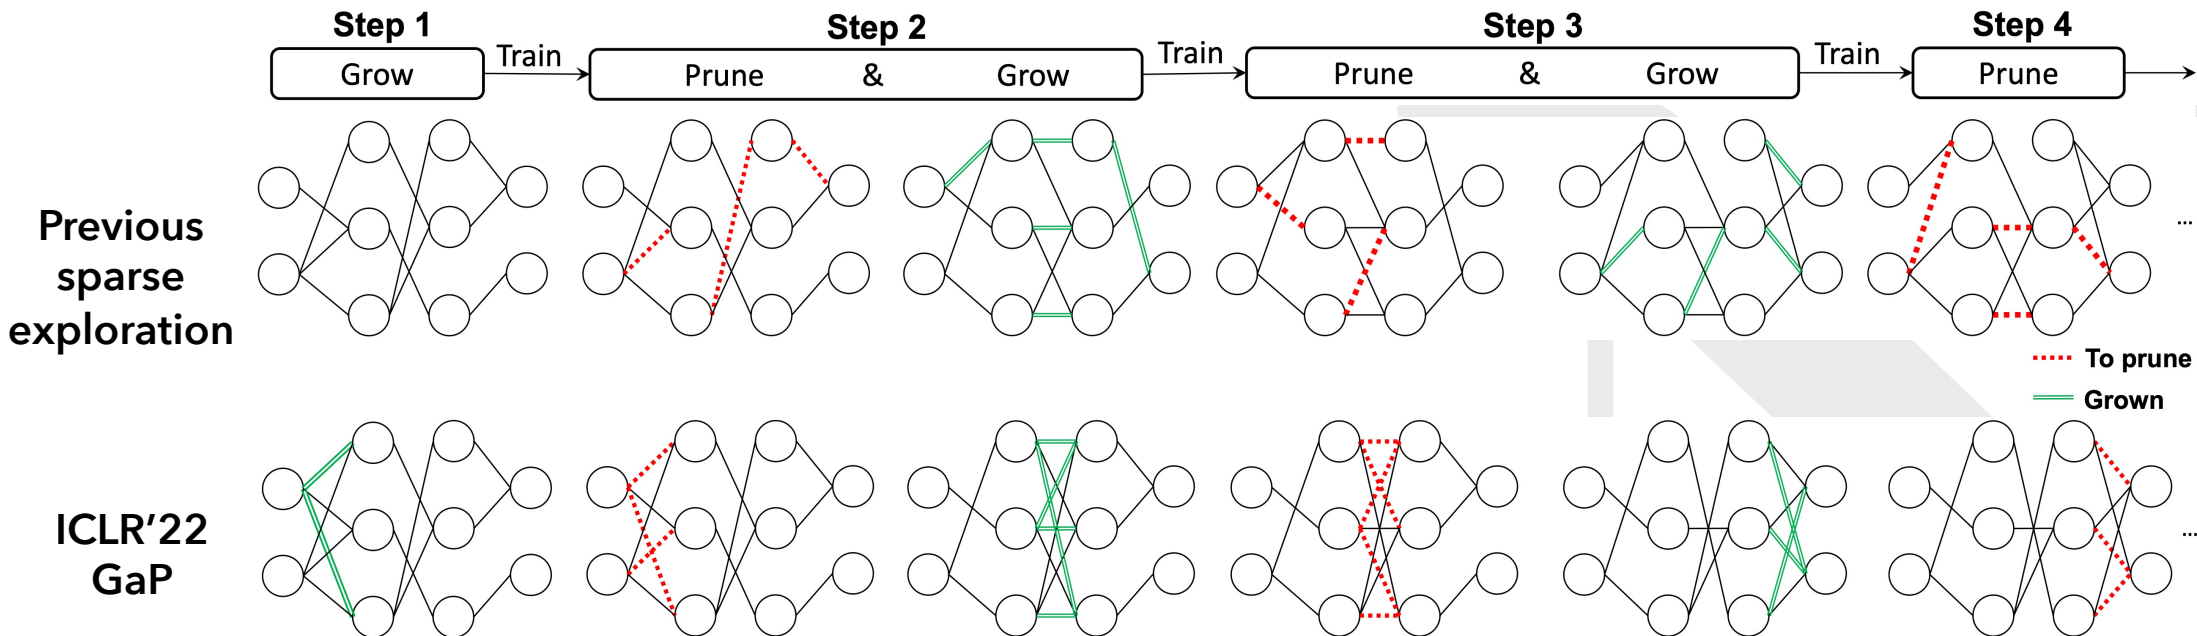 Step 1
Step 2
Step 3
Step 4
Grow
Train
Prune & Grow
Train
Prune & Grow
Train
Prune
Previous
sparse
exploration
...
To prune
Grown
ICLR'22
GaP
...